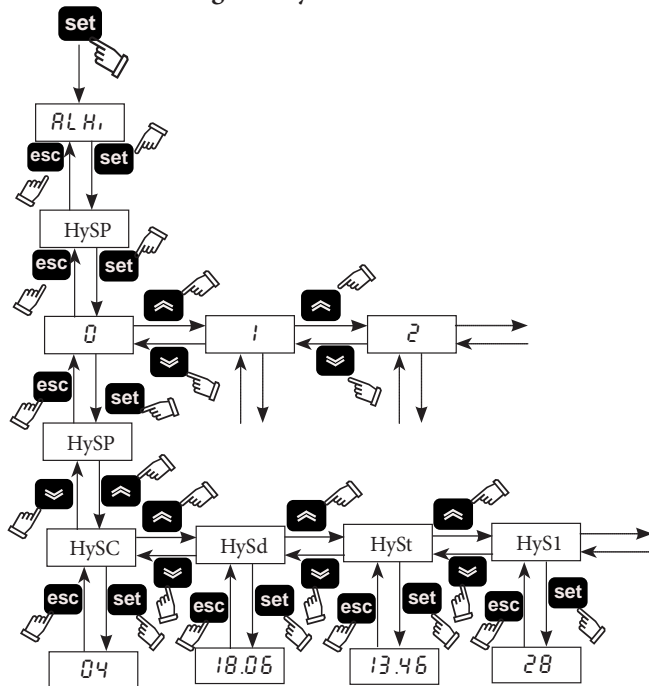 set
ALHi
esc set
HySP
esc set
0 1 2
esc set
HySP
HySC HySd HySt HyS1
esc set esc set esc set esc set
04 18.06 13.46 28